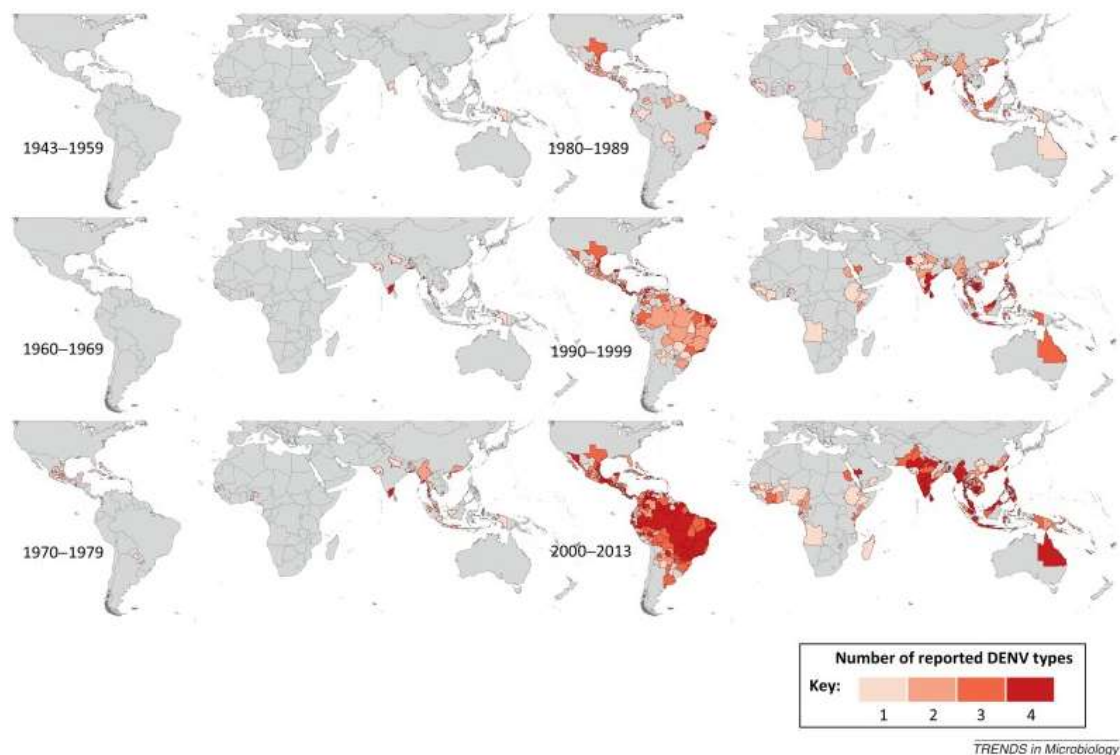 1943–1959
1980–1989
1960–1969
1990–1999
1970–1979
2000–2013
Number of reported DENV types
Key:
1 2 3 4
TRENDS in Microbiology